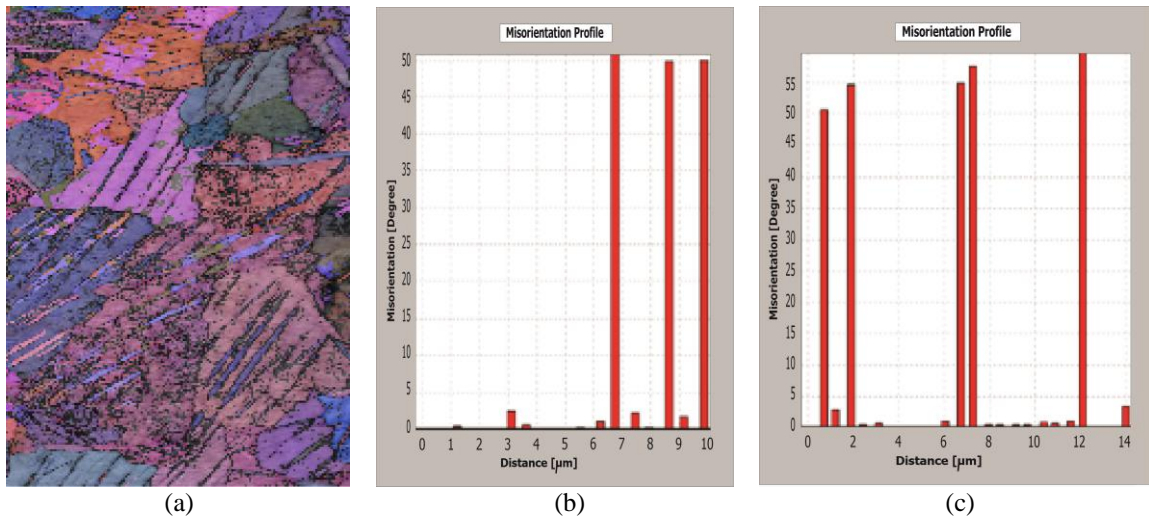 Misorientation Profile
Misorientation [Degree]
50
45
40
35
30
25
20
15
10
5
0
0 1 2 3 4 5 6 7 8 9 10
Distance [µm]
Misorientation Profile
Misorientation [Degree]
55
50
45
40
35
30
25
20
15
10
5
0
0 2 4 6 8 10 12 14
Distance [µm]
(a) (b) (c)